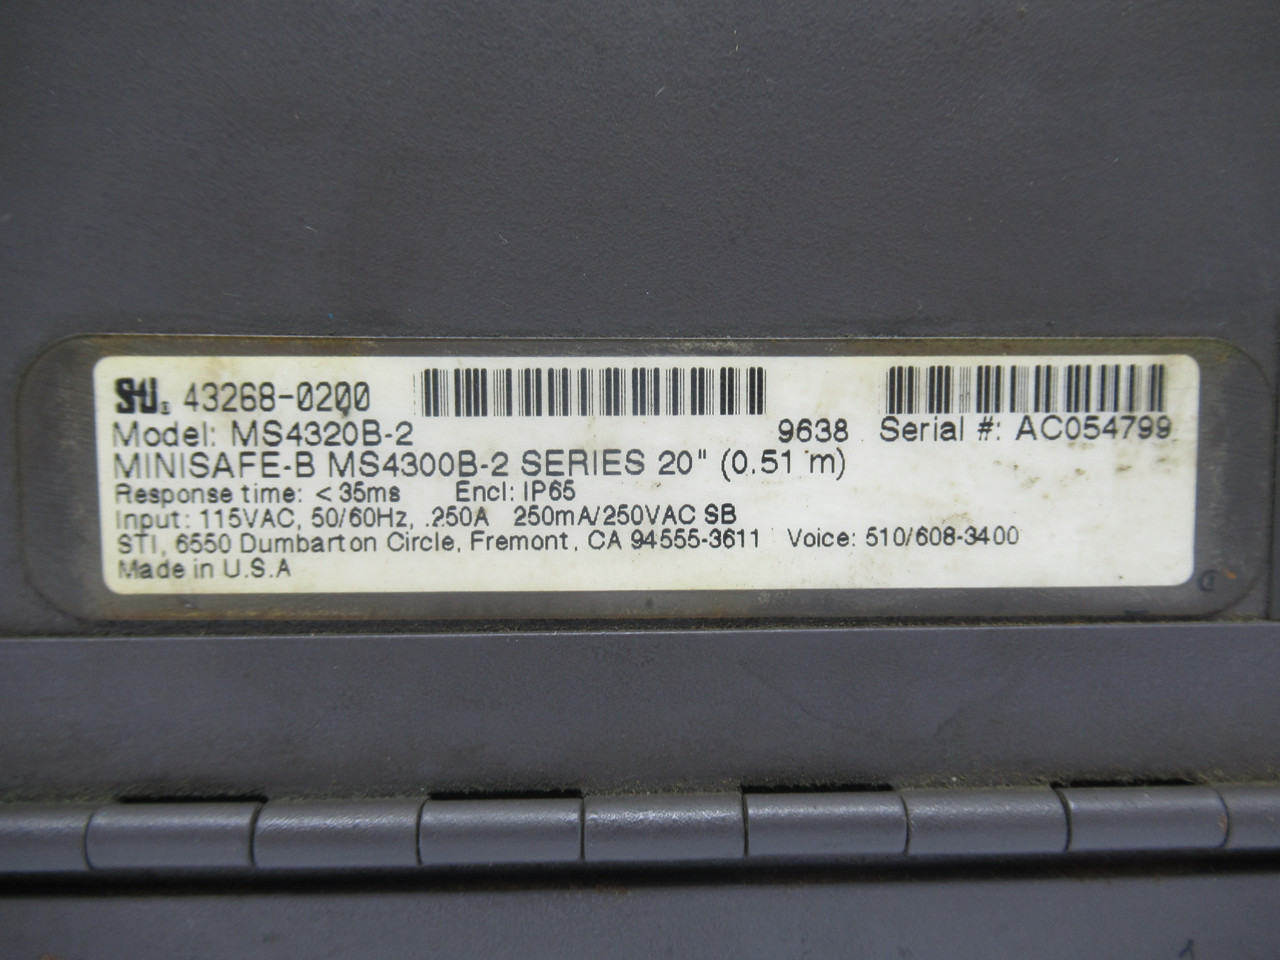 STI 43268-0200
Model: MS4320B-2 9638 Serial #: AC054799
MINISAFE-B MS4300B-2 SERIES 20" (0.51 m)
Response time: < 35ms Encl: IP65
Input: 115VAC, 50/60Hz, .250A 250mA/250VAC SB
STI, 6550 Dumbarton Circle, Fremont, CA 94555-3611 Voice: 510/608-3400
Made in U.S.A